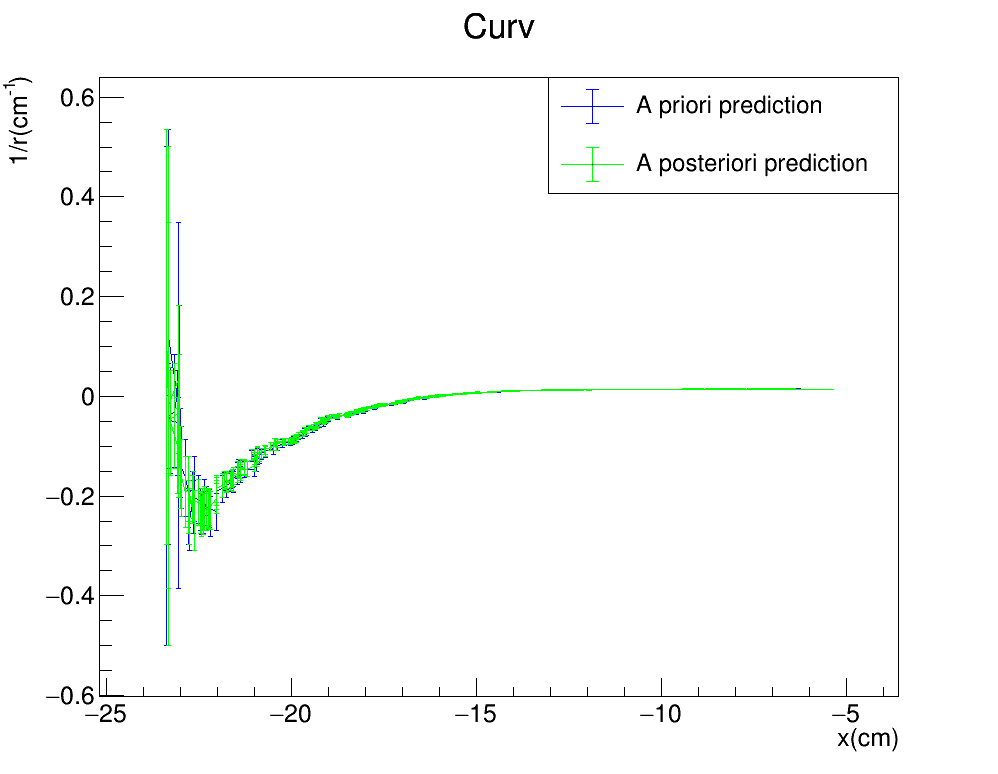 Curv
1/r(cm⁻¹)
A priori prediction
A posteriori prediction
0.6
0.4
0.2
0
−0.2
−0.4
−0.6
−25 −20 −15 −10 −5
x(cm)